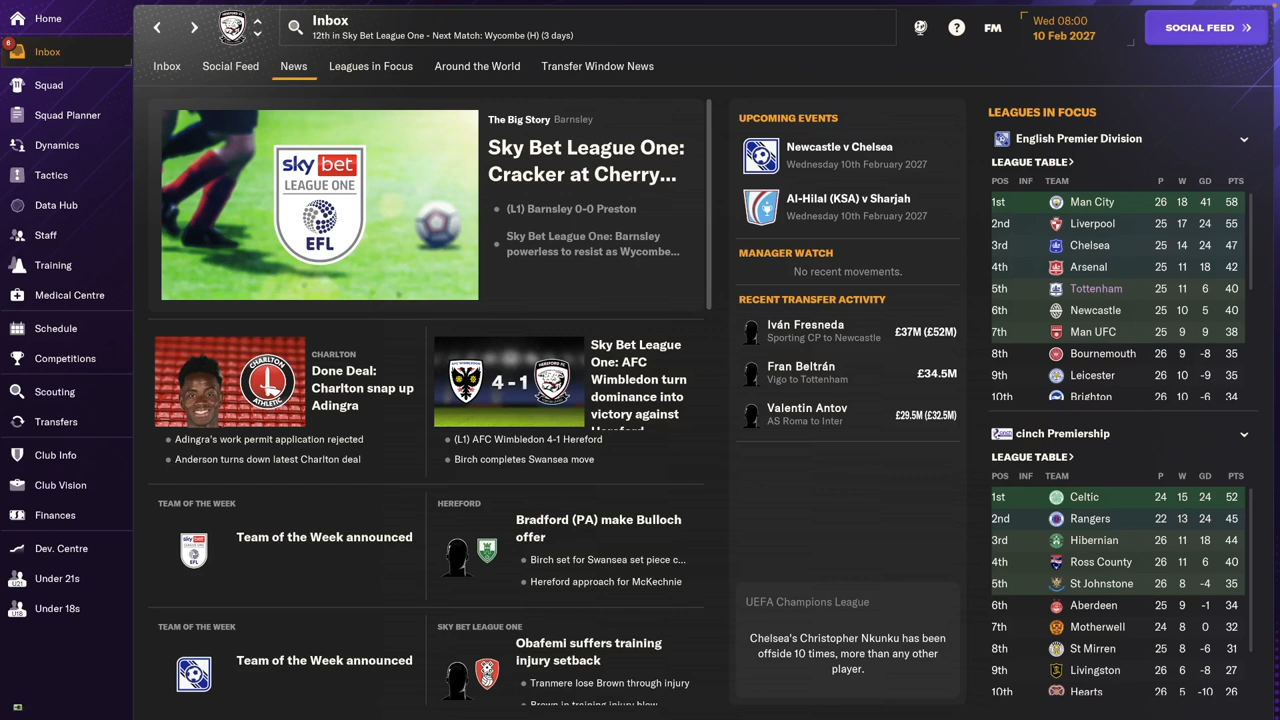 Home
6
Inbox
Squad
Squad Planner
Dynamics
Tactics
Data Hub
Staff
Training
Medical Centre
Schedule
Competitions
Scouting
Transfers
Club Info
Club Vision
Finances
Dev. Centre
U21
Under 21s
U18
Under 18s
Inbox
12th in Sky Bet League One - Next Match: Wycombe (H) (3 days)
?
FM
Wed 08:00
10 Feb 2027
SOCIAL FEED
Inbox
Social Feed
News
Leagues in Focus
Around the World
Transfer Window News
sky bet
LEAGUE ONE
EFL
The Big Story Barnsley
Sky Bet League One:
Cracker at Cherry...
(L1) Barnsley 0-0 Preston
Sky Bet League One: Barnsley
powerless to resist as Wycombe...
CHARLTON
Done Deal:
Charlton snap up
Adingra
Adingra's work permit application rejected
Anderson turns down latest Charlton deal
4 - 1
Sky Bet League
One: AFC
Wimbledon turn
dominance into
victory against
Hereford
(L1) AFC Wimbledon 4-1 Hereford
Birch completes Swansea move
TEAM OF THE WEEK
Team of the Week announced
HEREFORD
Bradford (PA) make Bulloch
offer
Birch set for Swansea set piece c...
Hereford approach for McKechnie
TEAM OF THE WEEK
Team of the Week announced
SKY BET LEAGUE ONE
Obafemi suffers training
injury setback
Tranmere lose Brown through injury
Brown in training injury blow
UPCOMING EVENTS
Newcastle v Chelsea
Wednesday 10th February 2027
Al-Hilal (KSA) v Sharjah
Wednesday 10th February 2027
MANAGER WATCH
No recent movements.
RECENT TRANSFER ACTIVITY
Iván Fresneda £37M (£52M)
Sporting CP to Newcastle
Fran Beltrán £34.5M
Vigo to Tottenham
Valentin Antov £29.5M (£32.5M)
AS Roma to Inter
UEFA Champions League
Chelsea's Christopher Nkunku has been
offside 10 times, more than any other
player.
LEAGUES IN FOCUS
English Premier Division
LEAGUE TABLE>
POS INF TEAM P W GD PTS
1st Man City 26 18 41 58
2nd Liverpool 25 17 24 55
3rd Chelsea 25 14 24 47
4th Arsenal 25 11 18 42
5th Tottenham 25 11 6 40
6th Newcastle 25 10 5 40
7th Man UFC 25 9 9 38
8th Bournemouth 26 9 -8 35
9th Leicester 26 10 -9 35
10th Brighton 26 8 -2 34
cinch Premiership
LEAGUE TABLE>
POS INF TEAM P W GD PTS
1st Celtic 24 15 24 52
2nd Rangers 22 13 24 45
3rd Hibernian 26 11 18 44
4th Ross County 26 11 6 40
5th St Johnstone 26 8 -4 35
6th Aberdeen 25 9 -1 34
7th Motherwell 24 8 0 32
8th St Mirren 25 8 -6 31
9th Livingston 26 6 -8 27
10th Hearts 26 5 -10 26